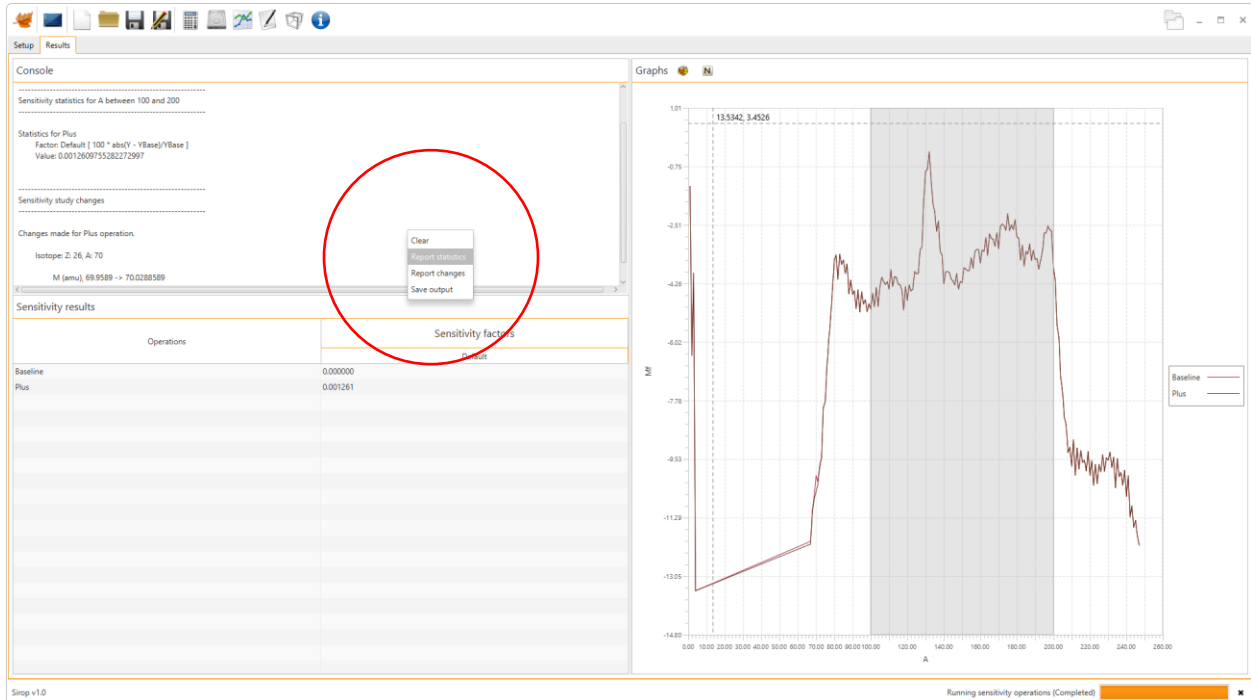 Setup Results
Console
Sensitivity statistics for A between 100 and 200
Statistics for Plus
Factor: Default [ 100 * abs(Y - YBase)/YBase ]
Value: 0.0012609755282272997
Sensitivity study changes
Changes made for Plus operation.
Isotope: Z: 26, A: 70
M (amu), 69.9589 -> 70.0288589
Clear
Report statistics
Report changes
Save output
Sensitivity results
Operations
Sensitivity factors
Default
Baseline 0.000000
Plus 0.001261
Graphs N
13.5342, 3.4526
1.01
-0.75
-2.51
-4.28
-6.02
-7.78
-9.53
-11.29
-13.05
-14.80
Mf
0.00 10.00 20.00 30.00 40.00 50.00 60.00 70.00 80.00 90.00 100.00 120.00 140.00 160.00 180.00 200.00 220.00 240.00 260.00
A
Baseline
Plus
Sirop v1.0
Running sensitivity operations (Completed)